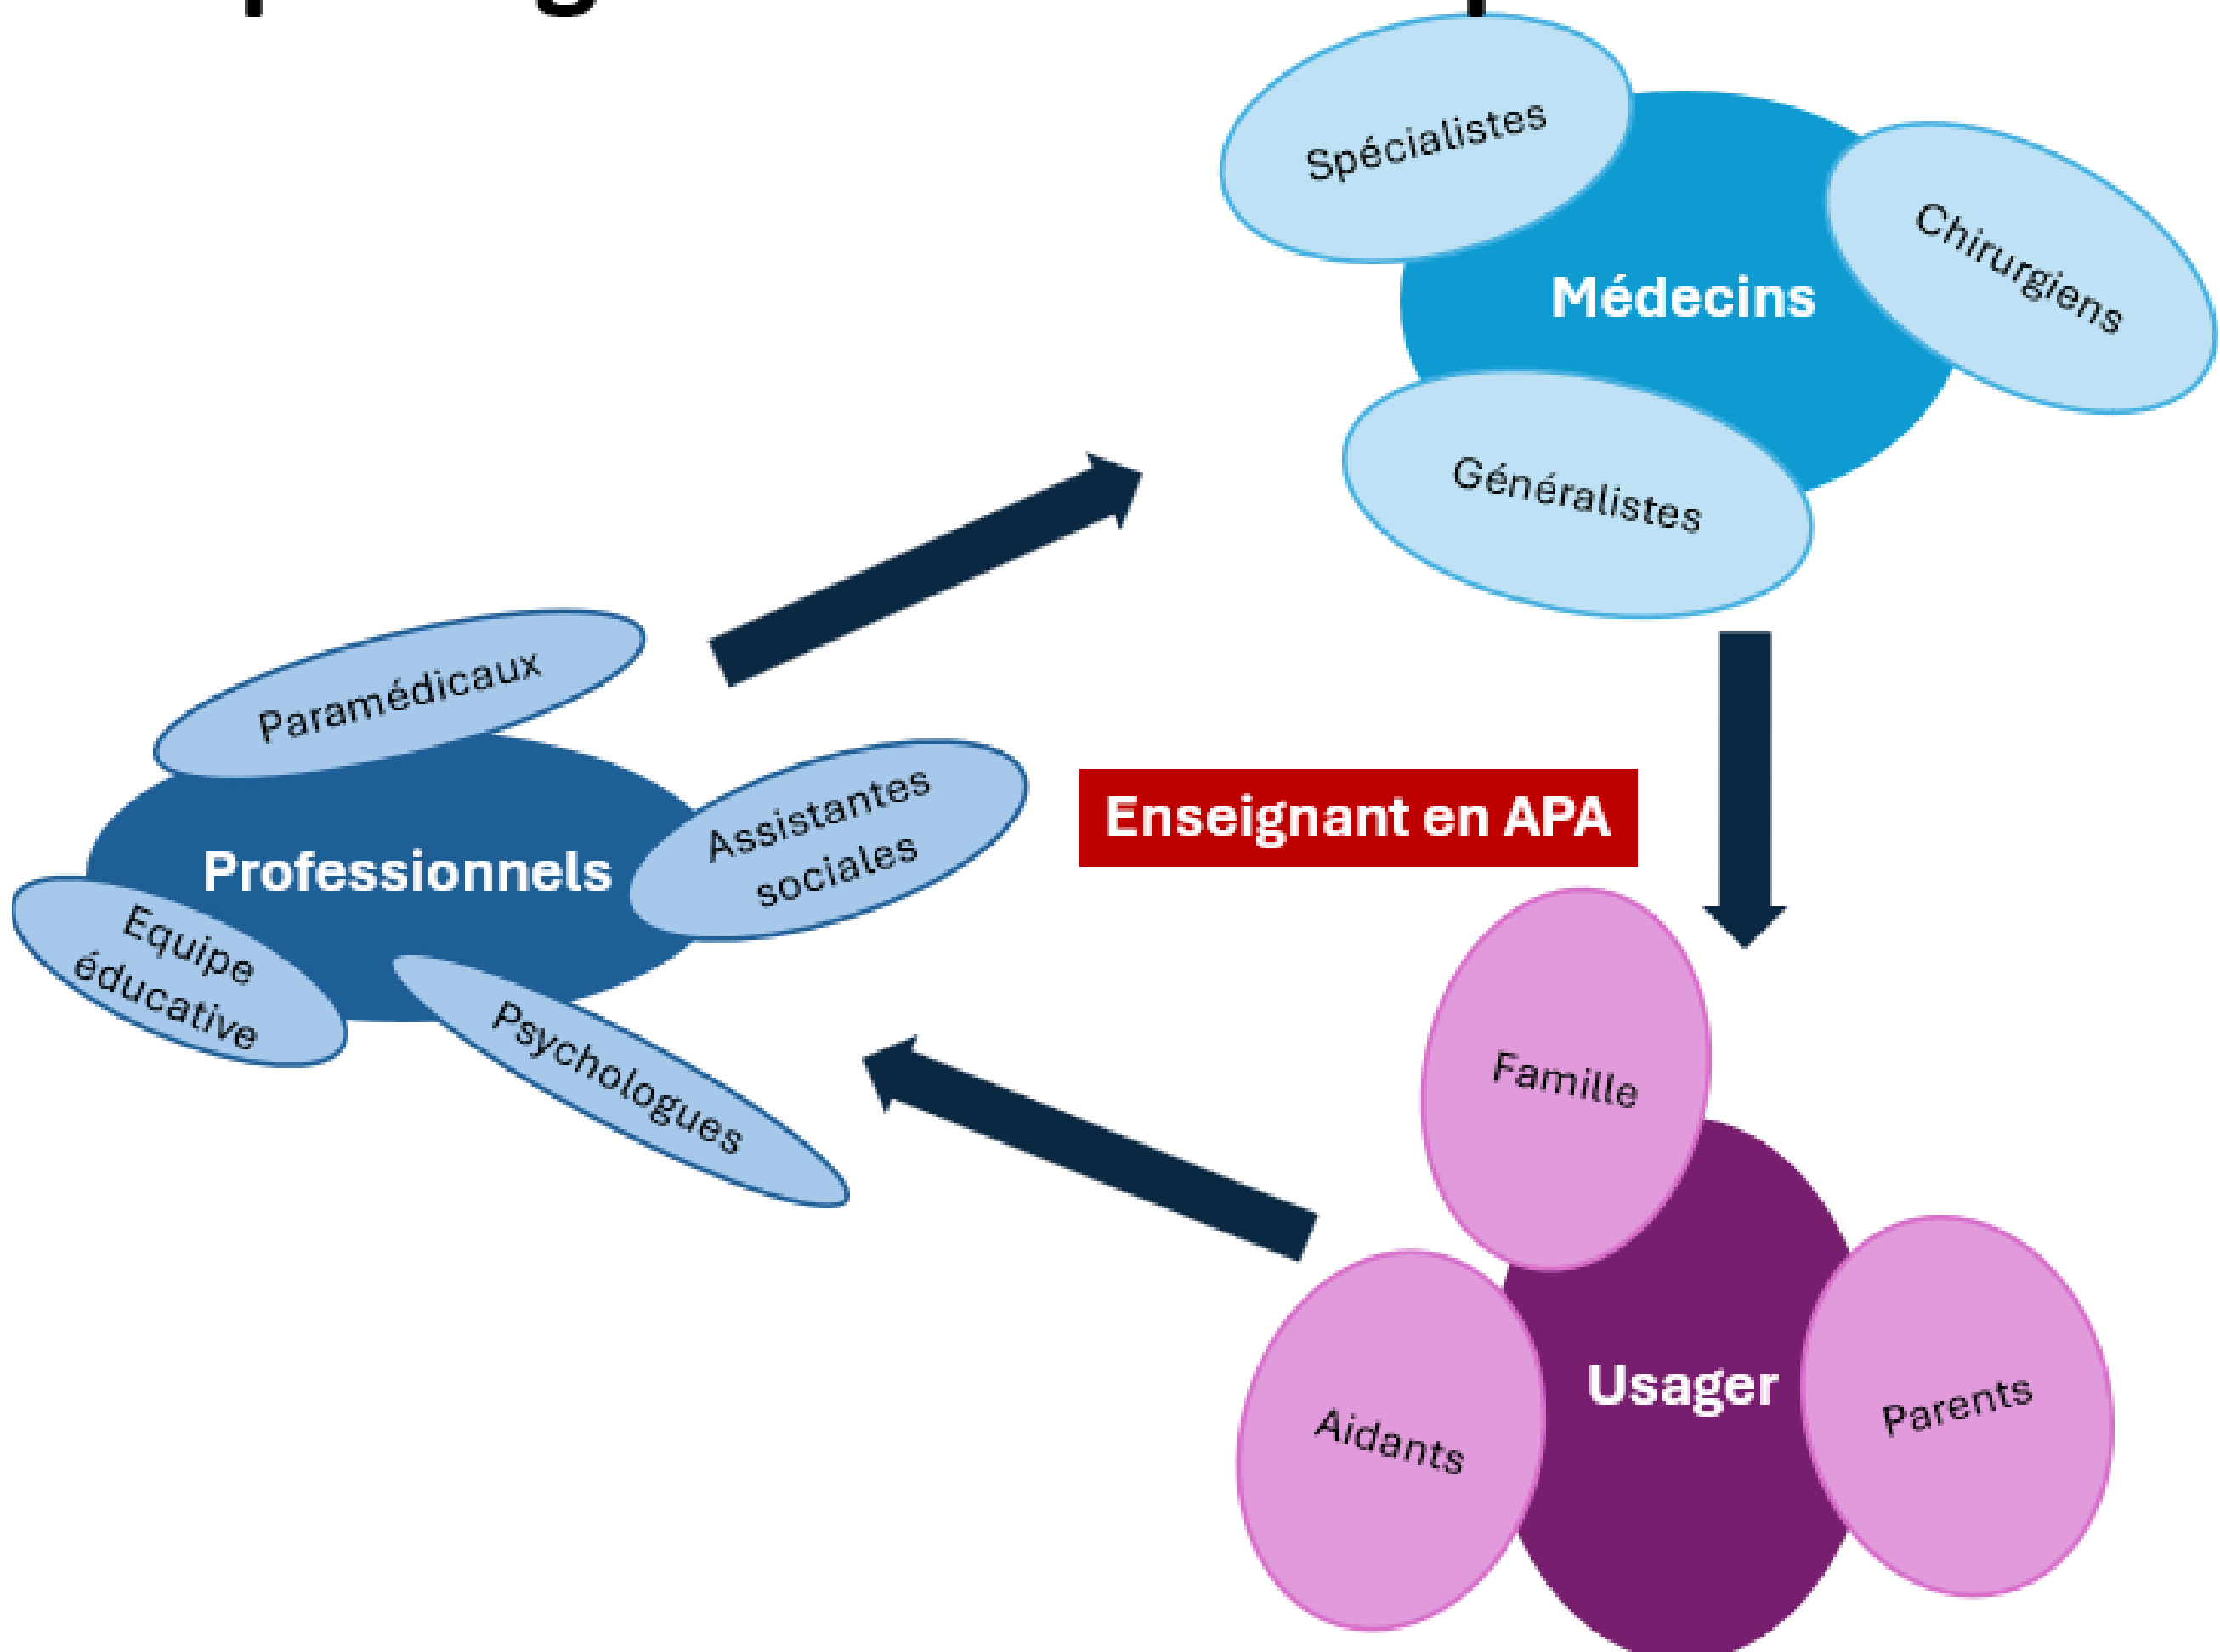 Spécialistes
Chirurgiens
Médecins
Généralistes
Paramédicaux
Assistantes
sociales
Professionnels
Equipe
éducative
Psychologues
Enseignant en APA
Famille
Usager
Parents
Aidants